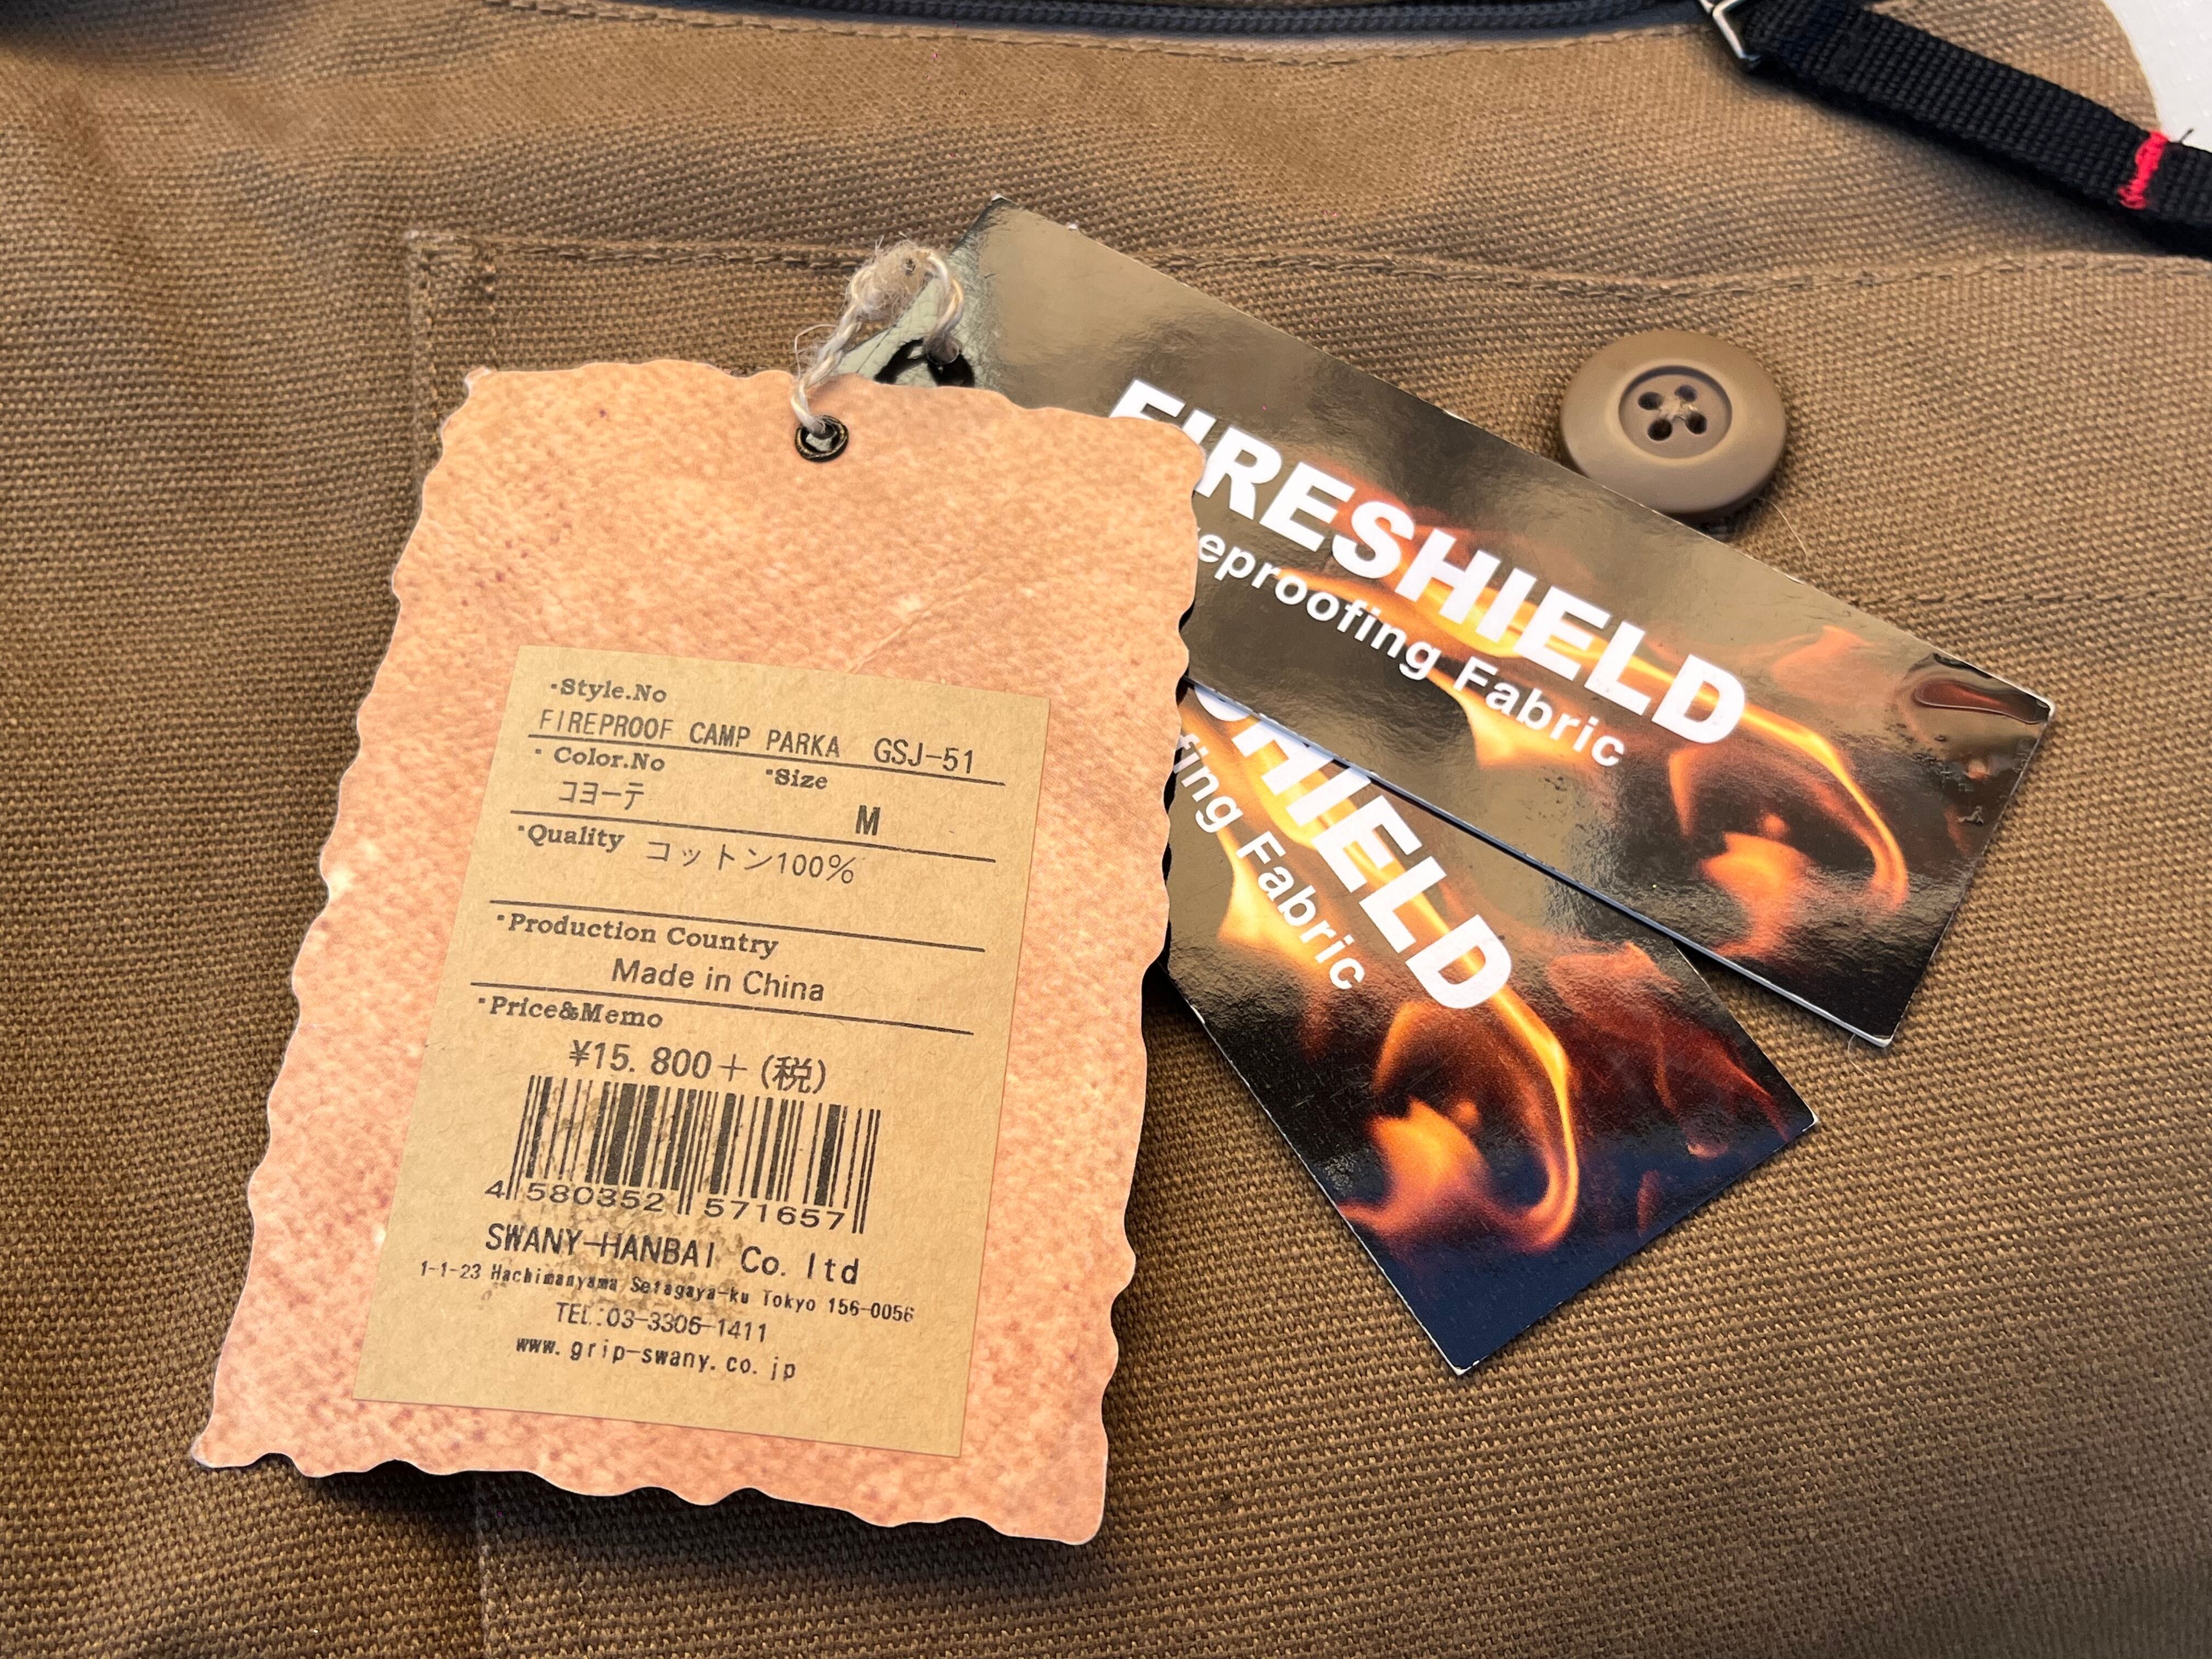 ·Style.No
FIREPROOF CAMP PARKA GSJ-51
·Color.No ·Size
コヨーテ M
·Quality コットン100%
·Production Country
Made in China
·Price&Memo
¥15.800+(税)
4 580352 571657
SWANY-HANBAI Co. ltd
1-1-23 Hachimanyama Setagaya-ku Tokyo 156-0056
TEL:03-3306-1411
www.grip-swany.co.jp
FIRESHIELD
eproofing Fabric
SHIELD
fing Fabric